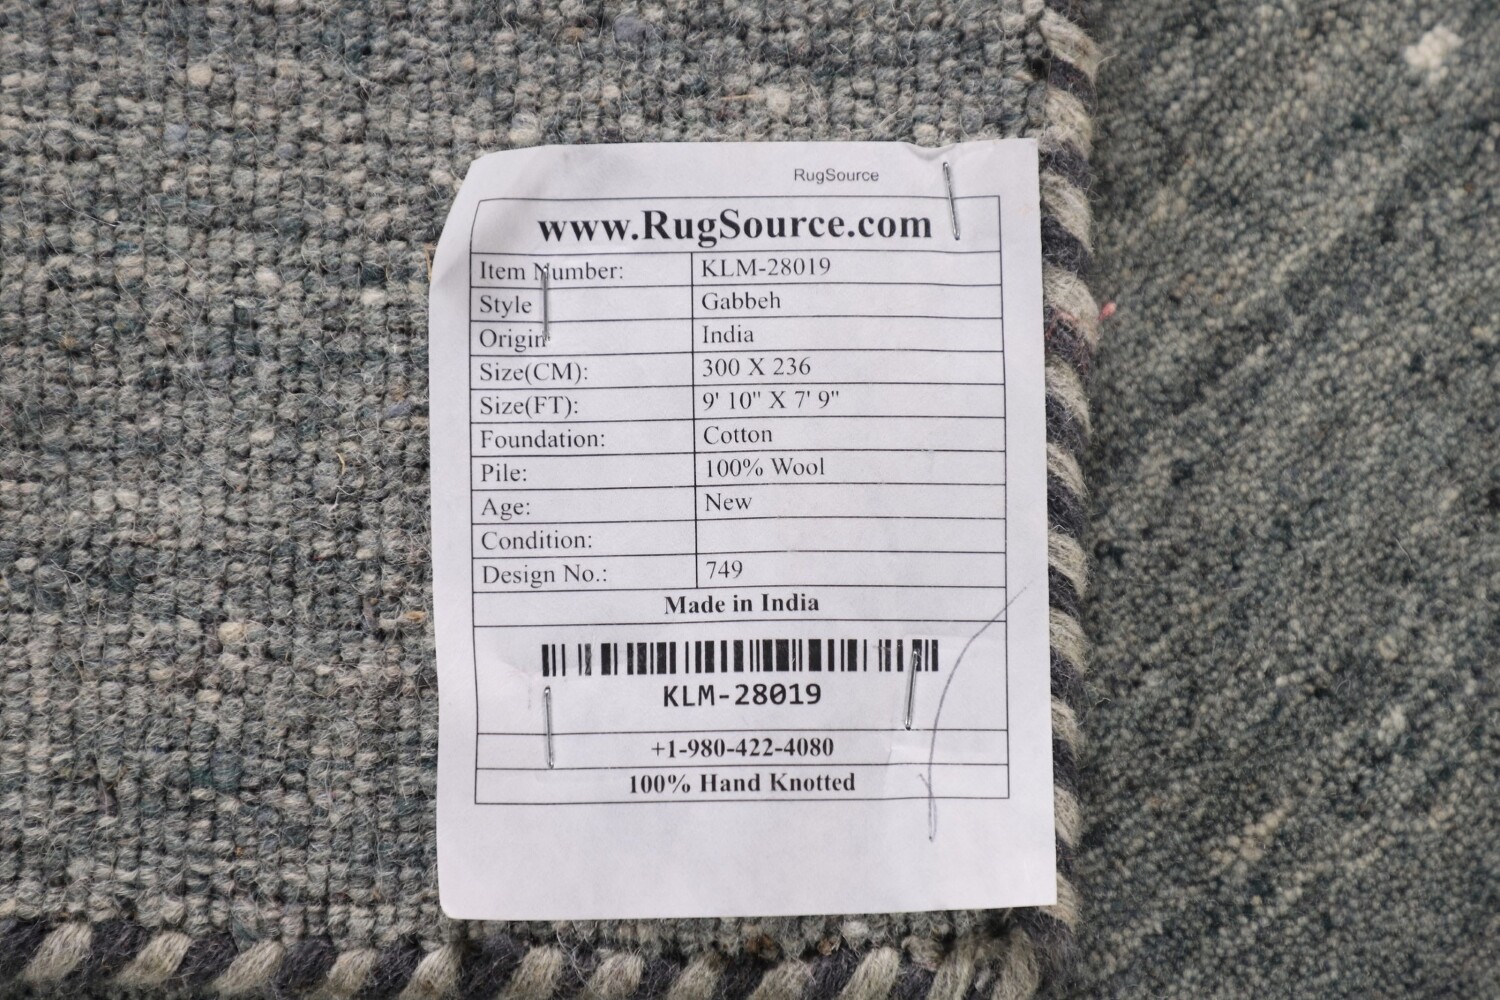 RugSource
www.RugSource.com
Item Number: KLM-28019
Style Gabbeh
Origin India
Size(CM): 300 X 236
Size(FT): 9' 10" X 7' 9"
Foundation: Cotton
Pile: 100% Wool
Age: New
Condition:
Design No.: 749
Made in India
KLM-28019
+1-980-422-4080
100% Hand Knotted